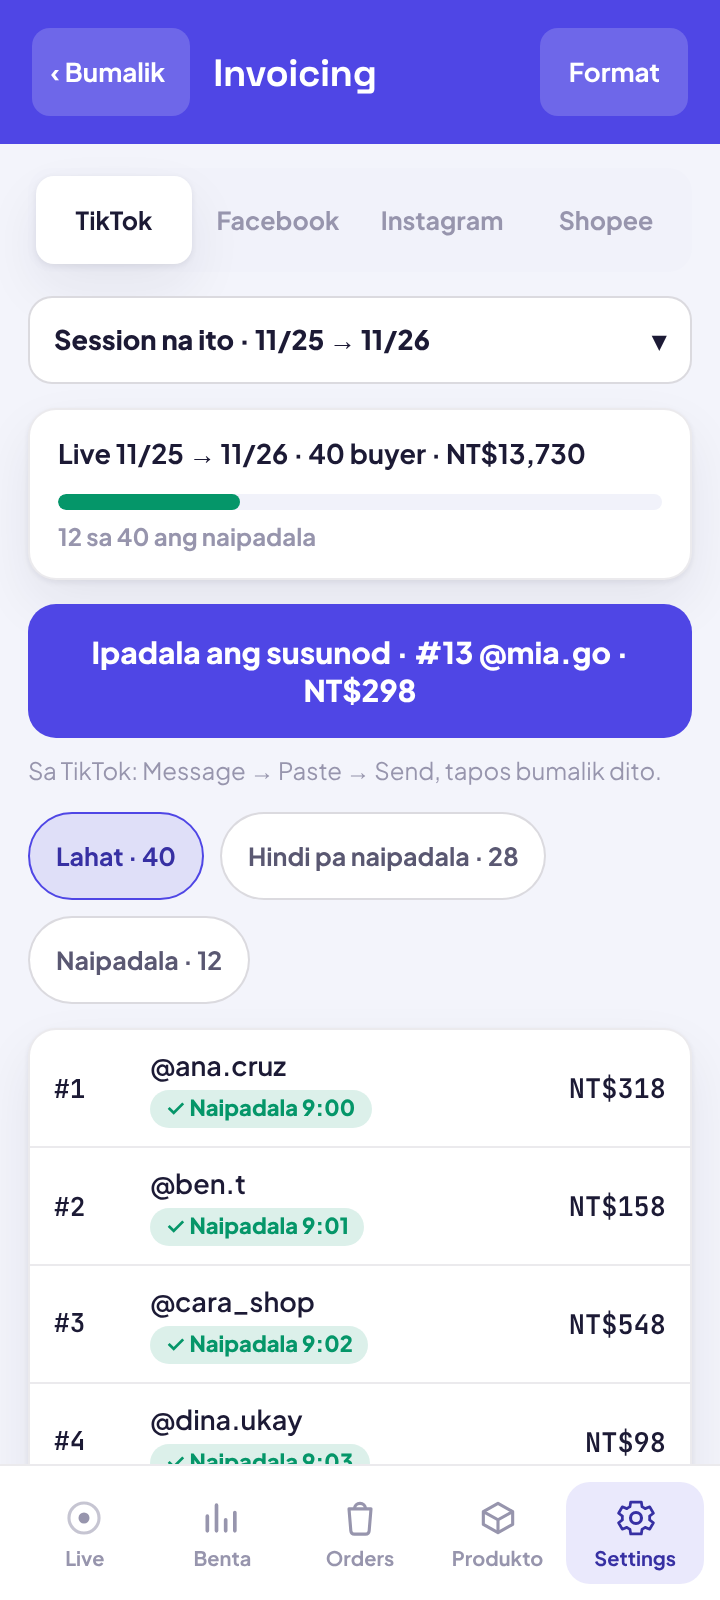 ‹ Bumalik
Invoicing
Format
TikTok
Facebook
Instagram
Shopee
Session na ito · 11/25 → 11/26
▼
Live 11/25 → 11/26 · 40 buyer · NT$13,730
12 sa 40 ang naipadala
Ipadala ang susunod · #13 @mia.go ·
NT$298
Sa TikTok: Message → Paste → Send, tapos bumalik dito.
Lahat · 40
Hindi pa naipadala · 28
Naipadala · 12
#1
@ana.cruz
✓ Naipadala 9:00
NT$318
#2
@ben.t
✓ Naipadala 9:01
NT$158
#3
@cara_shop
✓ Naipadala 9:02
NT$548
#4
@dina.ukay
✓ Naipadala 9:03
NT$98
Live
Benta
Orders
Produkto
Settings